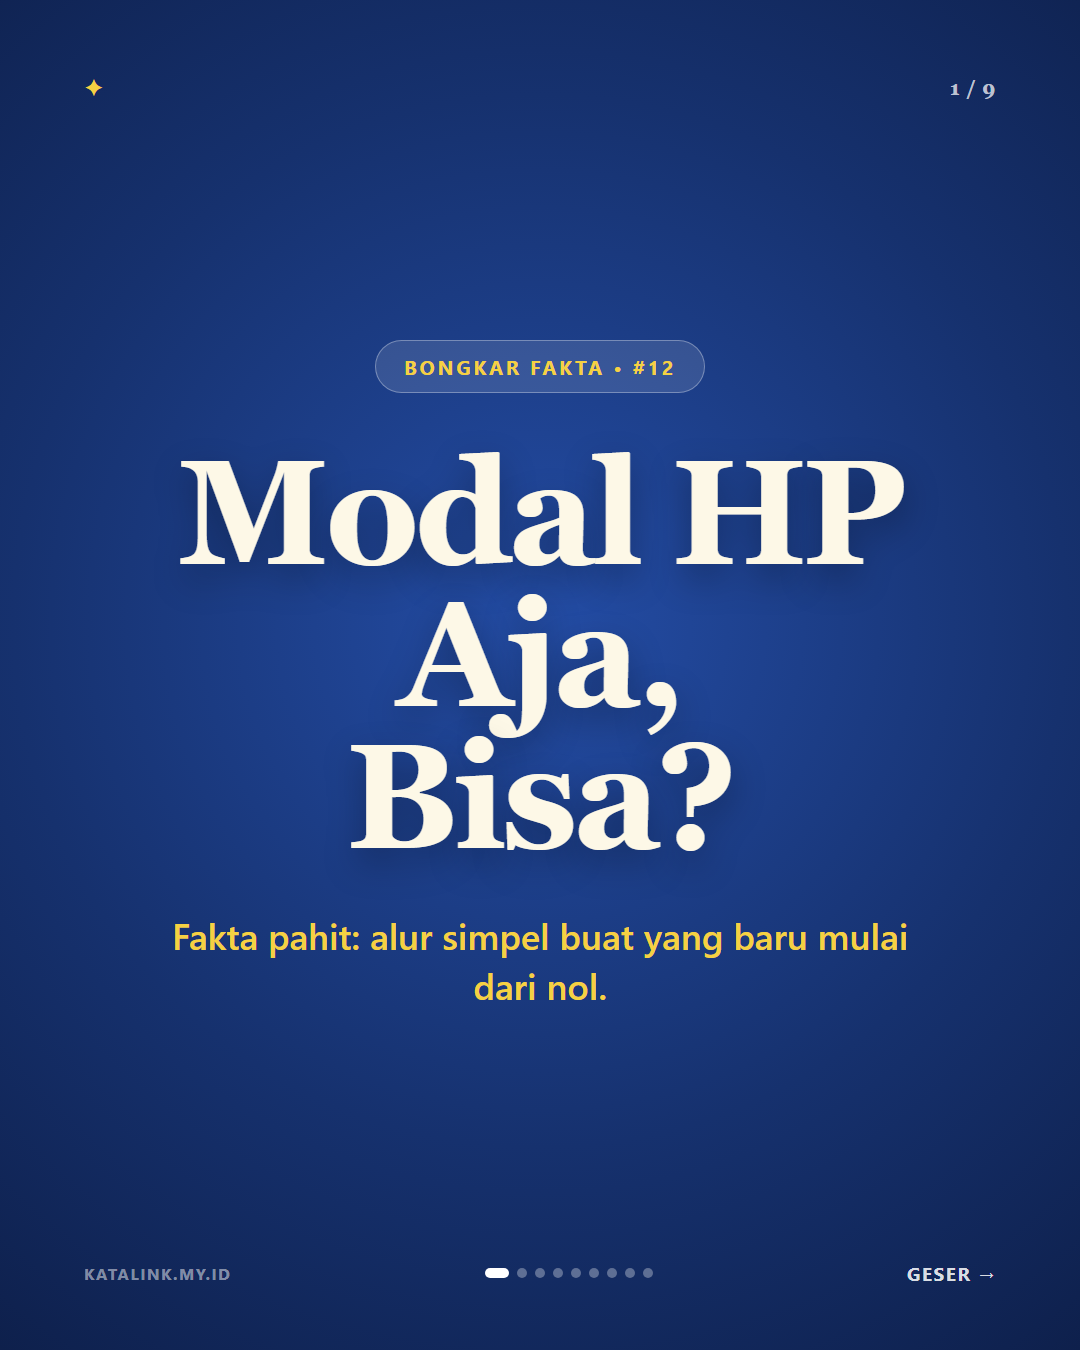 ✦
1 / 9
BONGKAR FAKTA • #12
Modal HP
Aja,
Bisa?
Fakta pahit: alur simpel buat yang baru mulai
dari nol.
KATALINK.MY.ID
GESER →